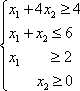 x₁ + 4x₂ ≥ 4
x₁ + x₂ ≤ 6
x₁ ≥ 2
x₂ ≥ 0